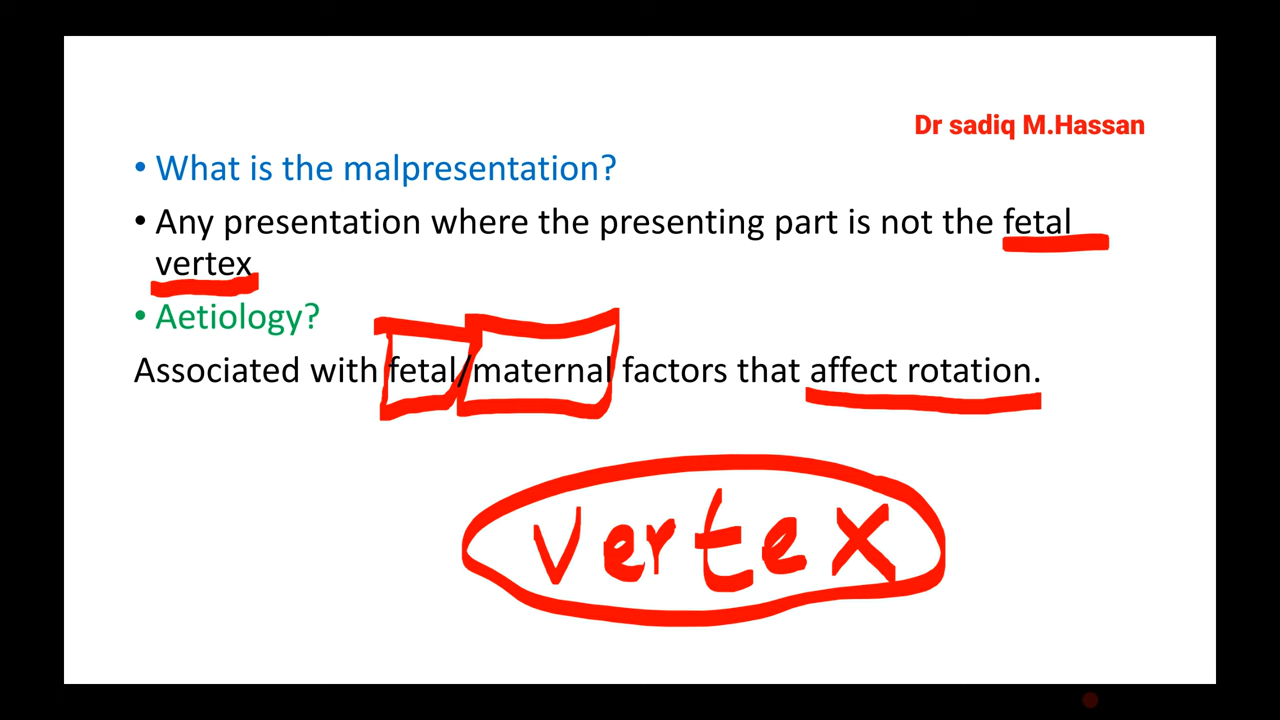 Dr sadiq M.Hassan
• What is the malpresentation?
• Any presentation where the presenting part is not the fetal
vertex
• Aetiology?
Associated with fetal/maternal factors that affect rotation.
vertex